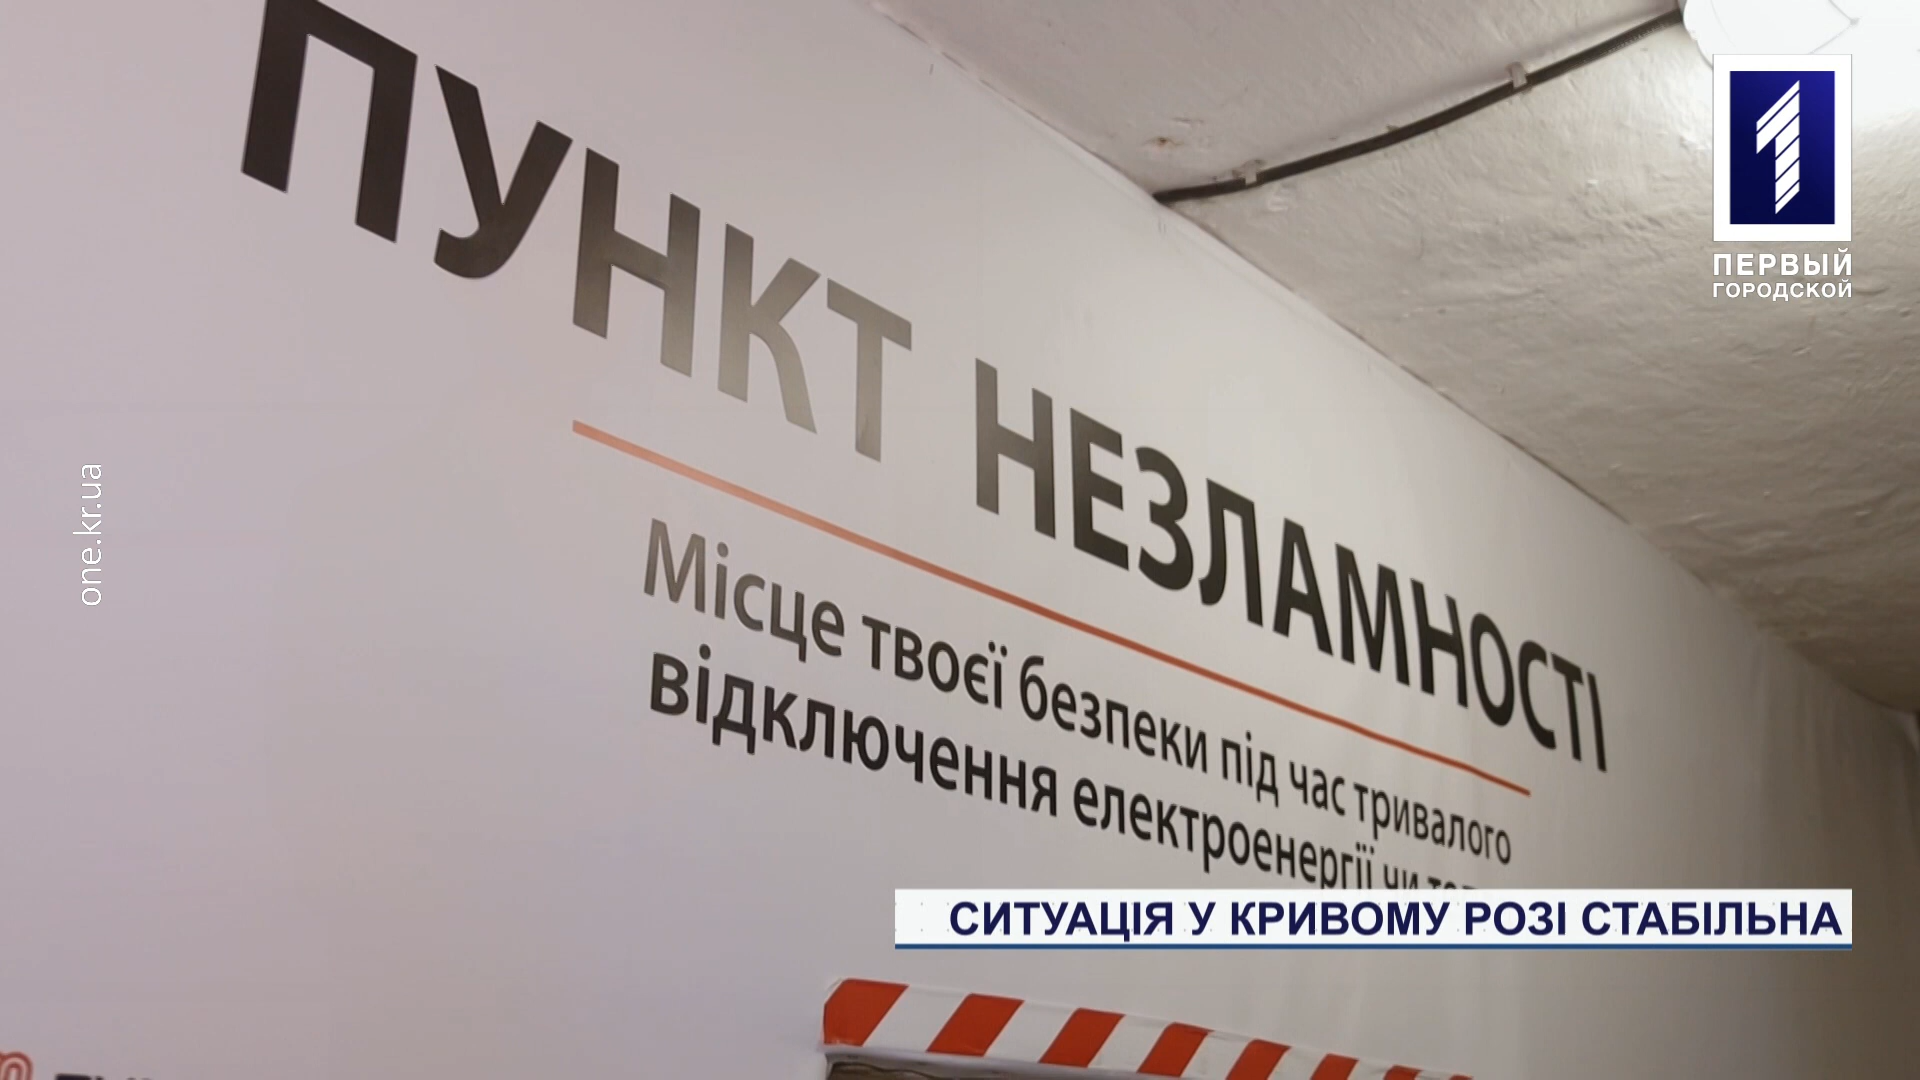 ПУНКТ НЕЗЛАМНОСТІ
Місце твоєї безпеки під час тривалого
відключення електроенергії чи
ПЕРВЫЙ
ГОРОДСКОЙ
one.kr.ua
СИТУАЦІЯ У КРИВОМУ РОЗІ СТАБІЛЬНА